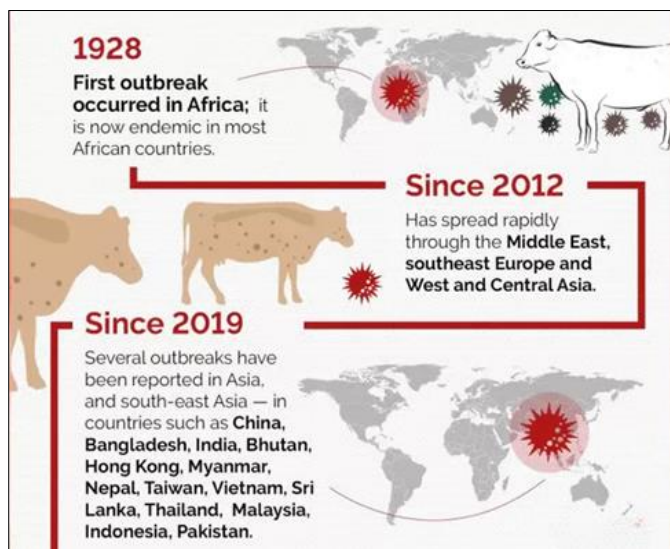 1928
First outbreak
occurred in Africa; it
is now endemic in most
African countries.
Since 2012
Has spread rapidly
through the Middle East,
southeast Europe and
West and Central Asia.
Since 2019
Several outbreaks have
been reported in Asia,
and south-east Asia — in
countries such as China,
Bangladesh, India, Bhutan,
Hong Kong, Myanmar,
Nepal, Taiwan, Vietnam, Sri
Lanka, Thailand, Malaysia,
Indonesia, Pakistan.